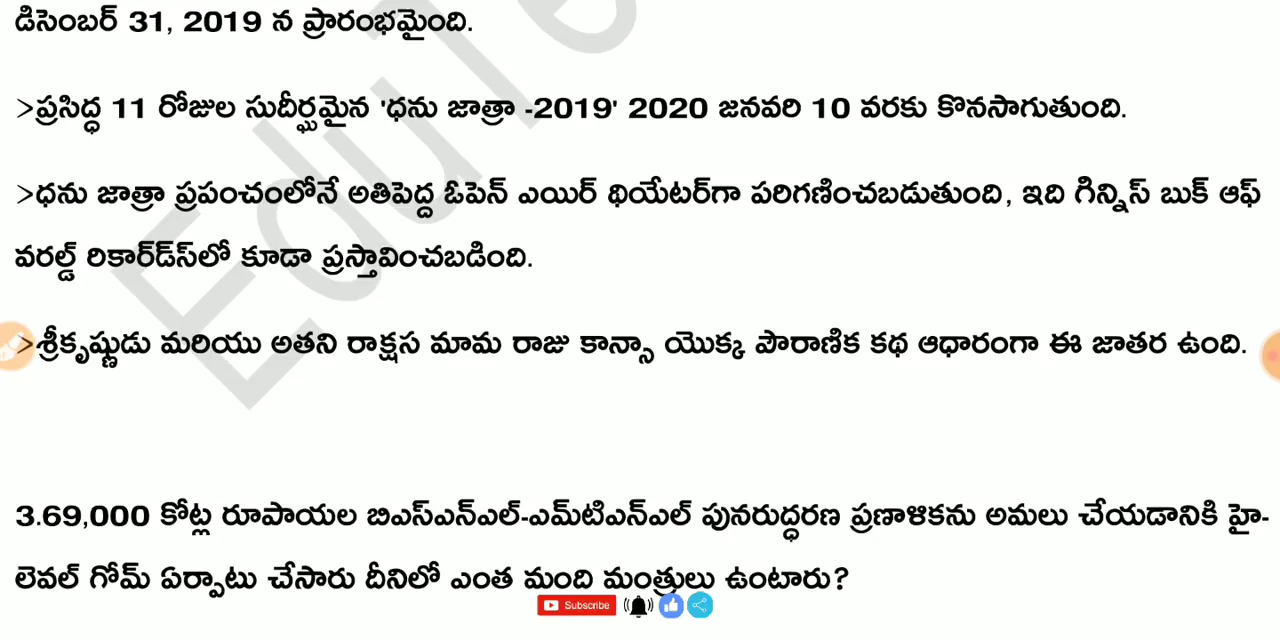 డిసెంబర్ 31, 2019 న ప్రారంభమైంది.
>ప్రసిద్ధ 11 రోజుల సుదీర్ఘమైన 'ధను జాత్రా -2019' 2020 జనవరి 10 వరకు కొనసాగుతుంది.
>ధను జాత్రా ప్రపంచంలోనే అతిపెద్ద ఓపెన్ ఎయిర్ థియేటర్‌గా పరిగణించబడుతుంది, ఇది గిన్నిస్ బుక్ ఆఫ్
వరల్డ్ రికార్డ్స్‌లో కూడా ప్రస్తావించబడింది.
>శ్రీకృష్ణుడు మరియు అతని రాక్షస మామ రాజు కాన్సా యొక్క పౌరాణిక కథ ఆధారంగా ఈ జాతర ఉంది.
3.69,000 కోట్ల రూపాయల బిఎస్ఎన్ఎల్-ఎమ్‌టిఎన్ఎల్ పునరుద్ధరణ ప్రణాళికను అమలు చేయడానికి హై-
లెవల్ గోమ్ ఏర్పాటు చేసారు దీనిలో ఎంత మంది మంత్రులు ఉంటారు?
Subscribe